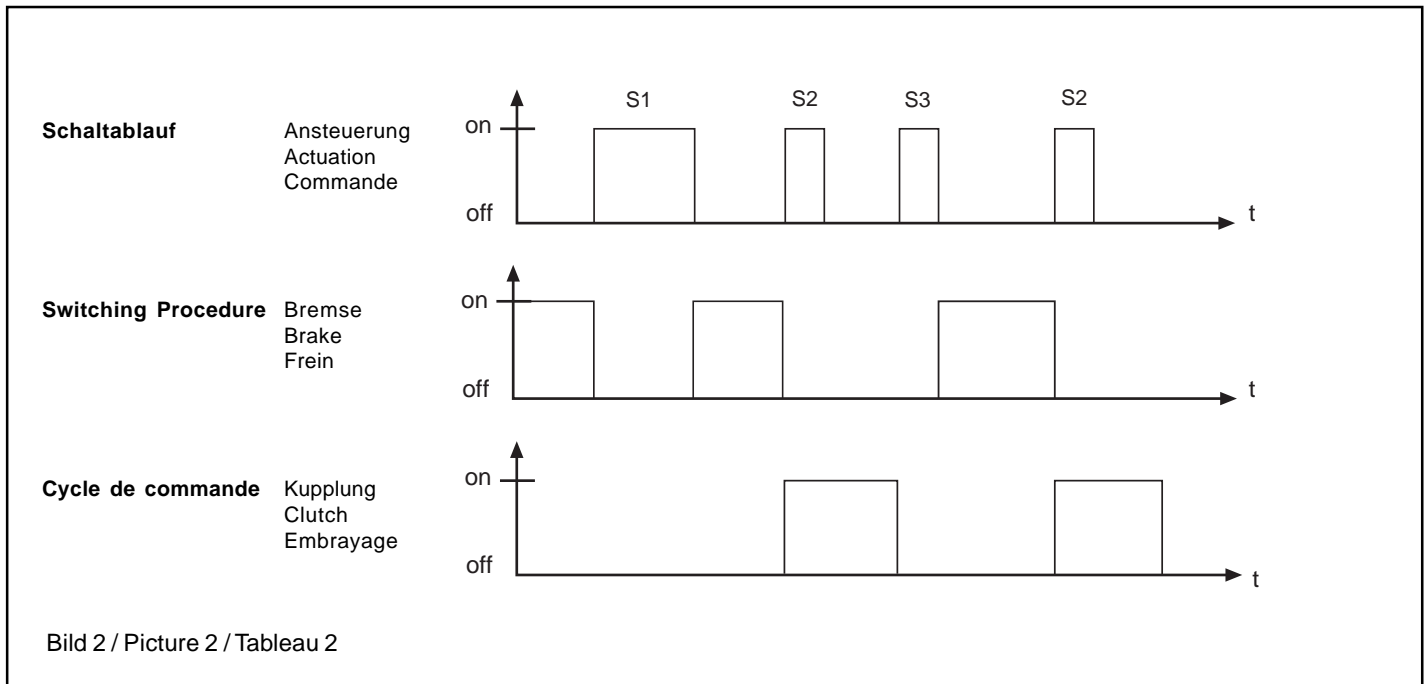 S1 S2 S3 S2
Schaltablauf Ansteuerung on
Actuation
Commande
off t
Switching Procedure Bremse on
Brake
Frein
off t
Cycle de commande Kupplung on
Clutch
Embrayage
off t
Bild 2 / Picture 2 / Tableau 2